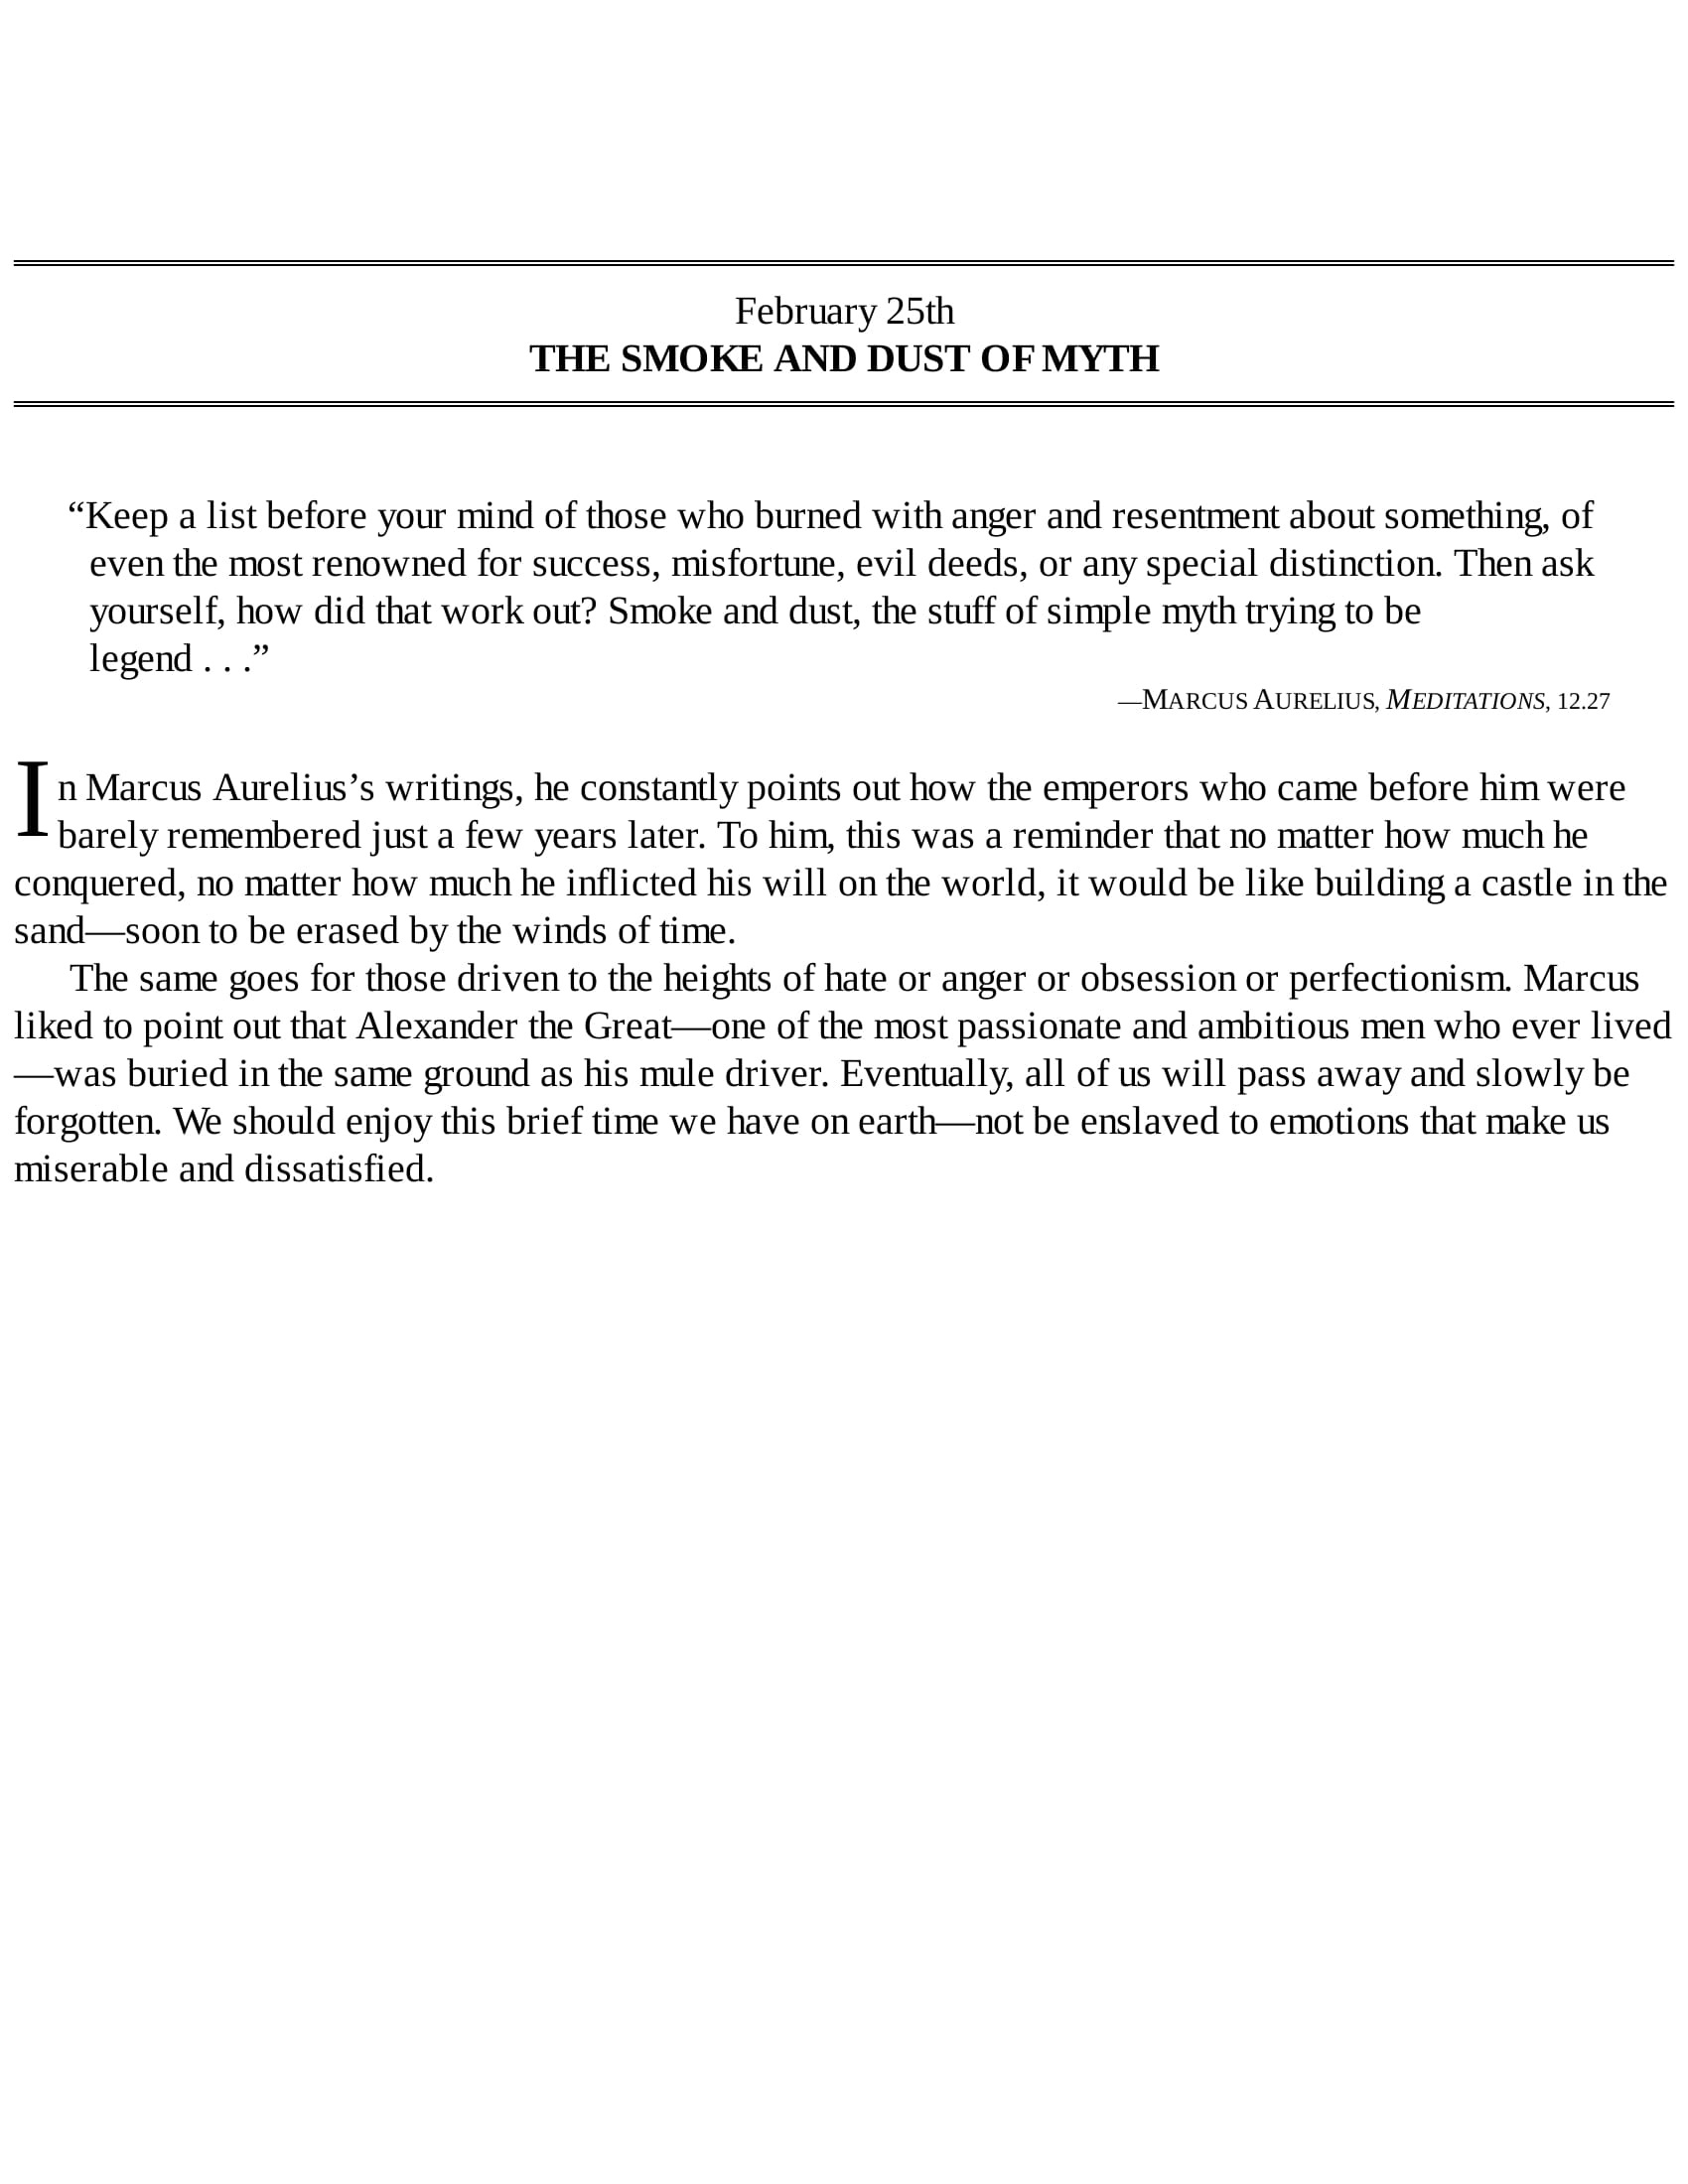 February 25th
THE SMOKE AND DUST OF MYTH
“Keep a list before your mind of those who burned with anger and resentment about something, of
even the most renowned for success, misfortune, evil deeds, or any special distinction. Then ask
yourself, how did that work out? Smoke and dust, the stuff of simple myth trying to be
legend . . .”
—MARCUS AURELIUS, MEDITATIONS, 12.27
In Marcus Aurelius’s writings, he constantly points out how the emperors who came before him were
barely remembered just a few years later. To him, this was a reminder that no matter how much he
conquered, no matter how much he inflicted his will on the world, it would be like building a castle in the
sand—soon to be erased by the winds of time.
The same goes for those driven to the heights of hate or anger or obsession or perfectionism. Marcus
liked to point out that Alexander the Great—one of the most passionate and ambitious men who ever lived
—was buried in the same ground as his mule driver. Eventually, all of us will pass away and slowly be
forgotten. We should enjoy this brief time we have on earth—not be enslaved to emotions that make us
miserable and dissatisfied.